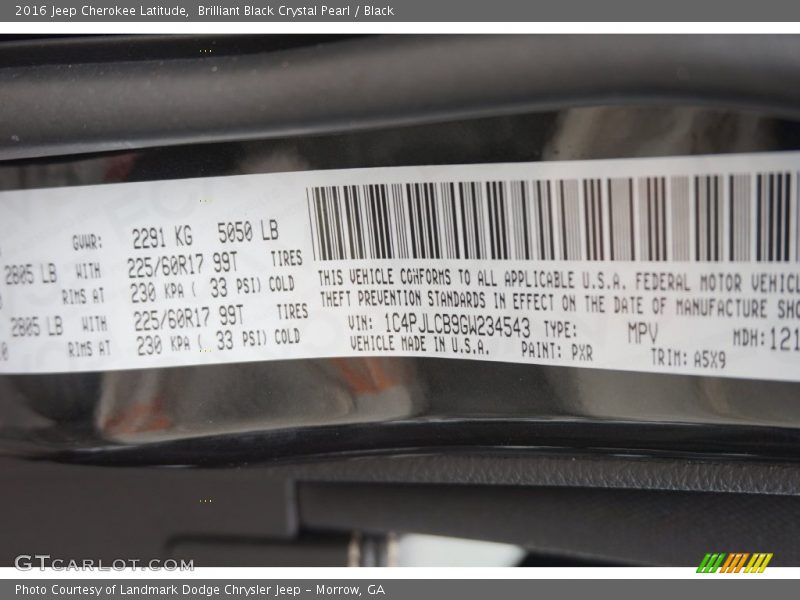 2016 Jeep Cherokee Latitude, Brilliant Black Crystal Pearl / Black
GVWR: 2291 KG 5050 LB
2805 LB WITH 225/60R17 99T TIRES
RIMS AT 230 KPA ( 33 PSI) COLD
2805 LB WITH 225/60R17 99T TIRES
RIMS AT 230 KPA ( 33 PSI) COLD
THIS VEHICLE CONFORMS TO ALL APPLICABLE U.S.A. FEDERAL MOTOR VEHICL
THEFT PREVENTION STANDARDS IN EFFECT ON THE DATE OF MANUFACTURE SHO
VIN: 1C4PJLCB9GW234543 TYPE: MPV MDH: 121
VEHICLE MADE IN U.S.A. PAINT: PXR TRIM: A5X9
GTCARLOT.COM
Photo Courtesy of Landmark Dodge Chrysler Jeep – Morrow, GA